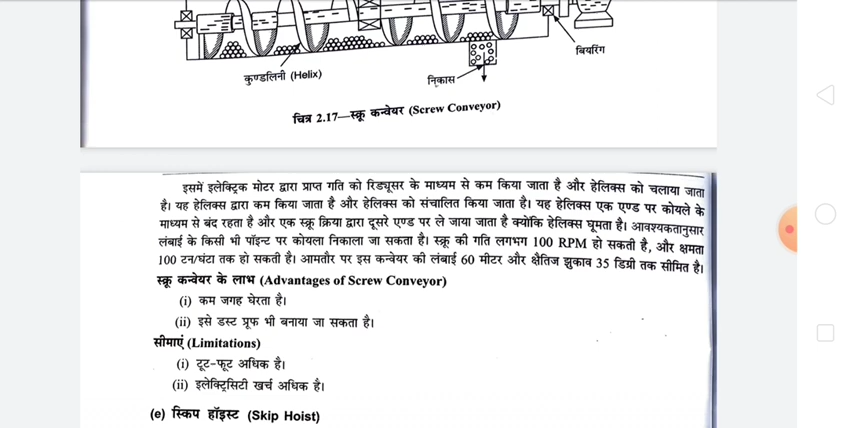 बियरिंग
कुण्डलिनी (Helix)
निकास
चित्र 2.17—स्क्रू कन्वेयर (Screw Conveyor)
इसमें इलेक्ट्रिक मोटर द्वारा प्राप्त गति को रिड्यूसर के माध्यम से कम किया जाता है और हेलिक्स को चलाया जाता
है। यह हेलिक्स द्वारा कम किया जाता है और हेलिक्स को संचालित किया जाता है। यह हेलिक्स एक एण्ड पर कोयले के
माध्यम से बंद रहता है और एक स्क्रू क्रिया द्वारा दूसरे एण्ड पर ले जाया जाता है क्योंकि हेलिक्स घूमता है। आवश्यकतानुसार
लंबाई के किसी भी पॉइन्ट पर कोयला निकाला जा सकता है। स्क्रू की गति लगभग 100 RPM हो सकती है, और क्षमता
100 टन/घंटा तक हो सकती है। आमतौर पर इस कन्वेयर की लंबाई 60 मीटर और क्षैतिज झुकाव 35 डिग्री तक सीमित है।
स्क्रू कन्वेयर के लाभ (Advantages of Screw Conveyor)
(i) कम जगह घेरता है।
(ii) इसे डस्ट प्रूफ भी बनाया जा सकता है।
सीमाएं (Limitations)
(i) टूट-फूट अधिक है।
(ii) इलेक्ट्रिसिटी खर्च अधिक है।
(e) स्किप हॉइस्ट (Skip Hoist)